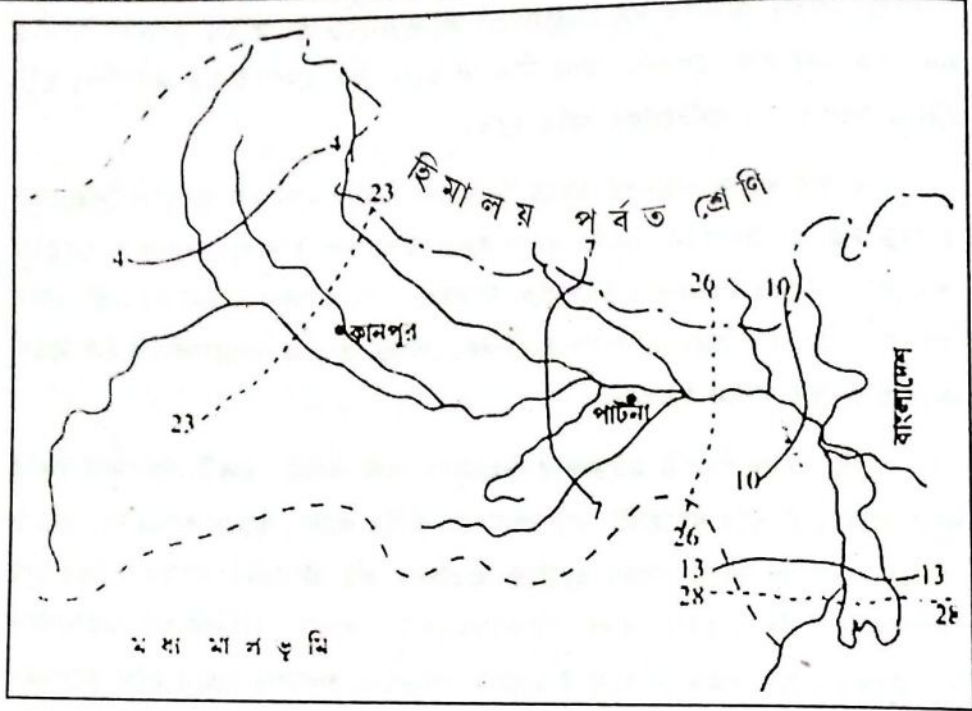 4
4
23
হিমালয় পর্বত শ্রেণি
26 10
কানপুর
বাংলাদেশ
পাটনা
23
10
26
13 13
28 28
মধ্য মালভূমি